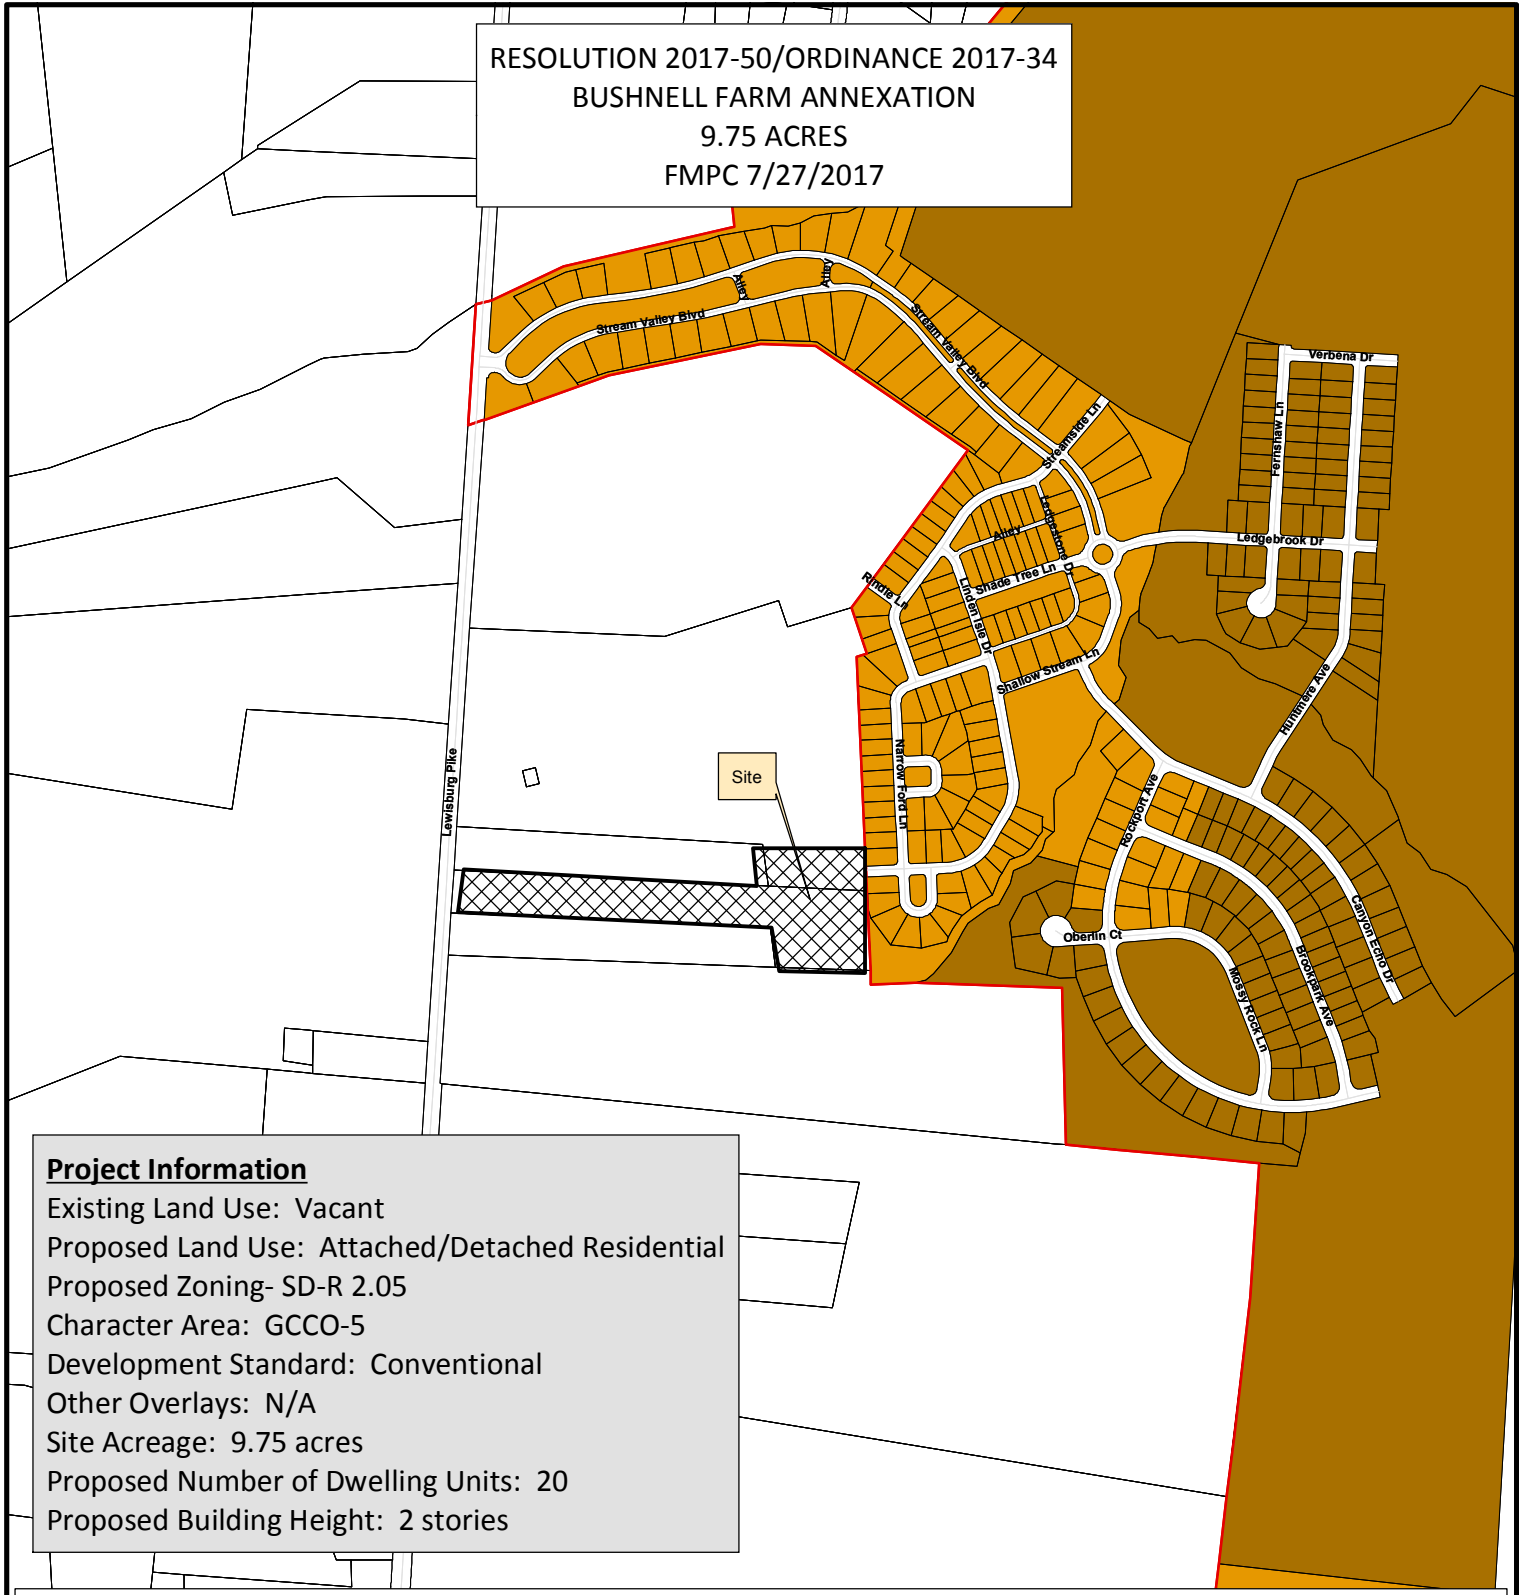 RESOLUTION 2017-50/ORDINANCE 2017-34
BUSHNELL FARM ANNEXATION
9.75 ACRES
FMPC 7/27/2017
Alley
Alley
Stream Valley Blvd
Stream Valley Blvd
Verbena Dr
Fernshaw Ln
Streamside Ln
Ledgestone Dr
Alley
Ledgebrook Dr
Shade Tree Ln
Rindle Ln
Linden Isle Dr
Shallow Stream Ln
Huntmere Ave
Lewisburg Pike
Site
Narrow Ford Ln
Rockport Ave
Canyon Echo Dr
Oberlin Ct
Brookpark Ave
Mossy Rock Ln
Project Information
Existing Land Use: Vacant
Proposed Land Use: Attached/Detached Residential
Proposed Zoning- SD-R 2.05
Character Area: GCCO-5
Development Standard: Conventional
Other Overlays: N/A
Site Acreage: 9.75 acres
Proposed Number of Dwelling Units: 20
Proposed Building Height: 2 stories